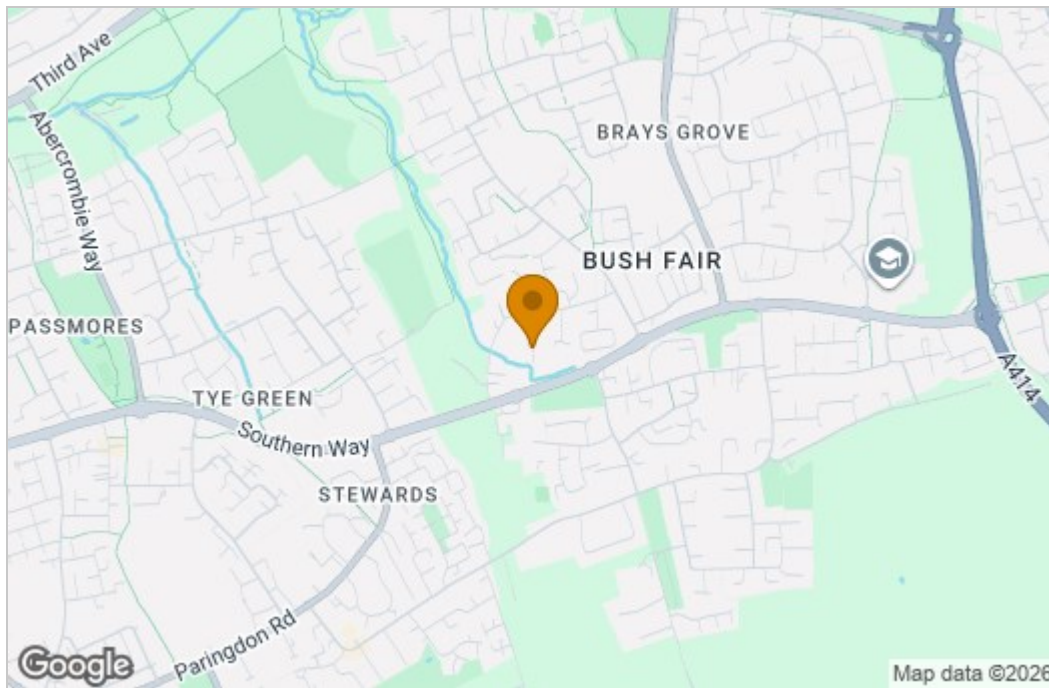 Third Ave
Abercrombie Way
BRAYS GROVE
BUSH FAIR
PASSMORES
TYE GREEN
Southern Way
A414
STEWARDS
Paringdon Rd
Google
Map data ©2026